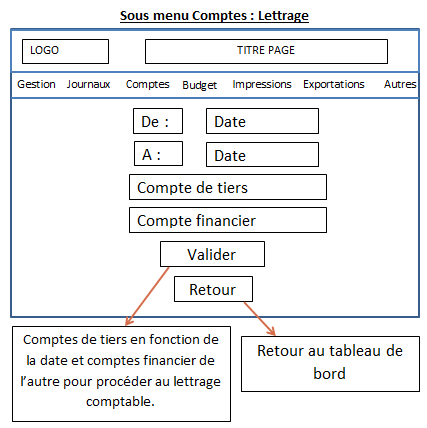 Sous menu Comptes : Lettrage
LOGO
TITRE PAGE
Gestion Journaux Comptes Budget Impressions Exportations Autres
De : Date
A : Date
Compte de tiers
Compte financier
Valider
Retour
Comptes de tiers en fonction de
la date et comptes financier de
l'autre pour procéder au lettrage
comptable.
Retour au tableau de
bord